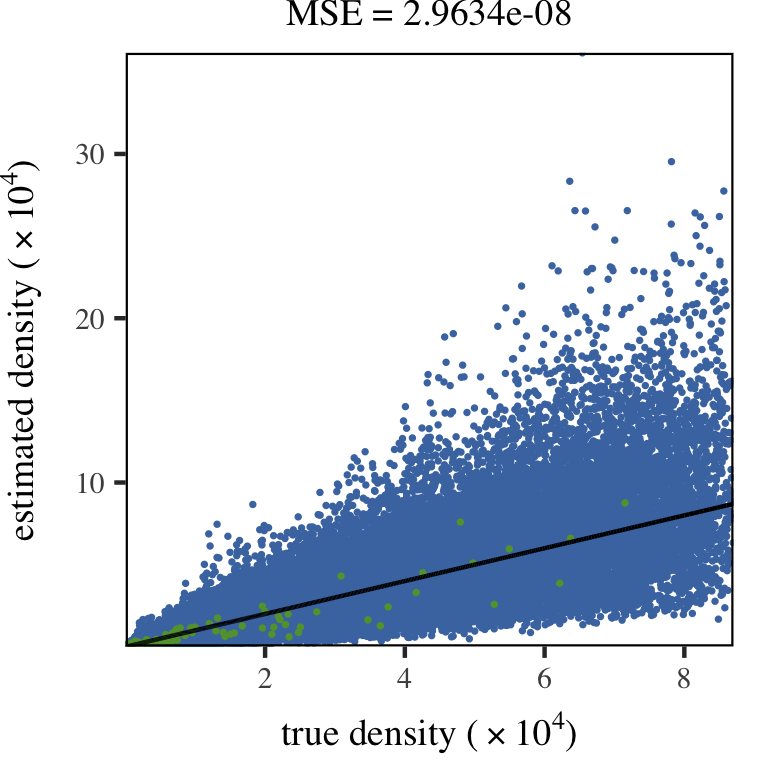 MSE = 2.9634e-08
estimated density ( × 10⁴)
30
20
10
2 4 6 8
true density ( × 10⁴)